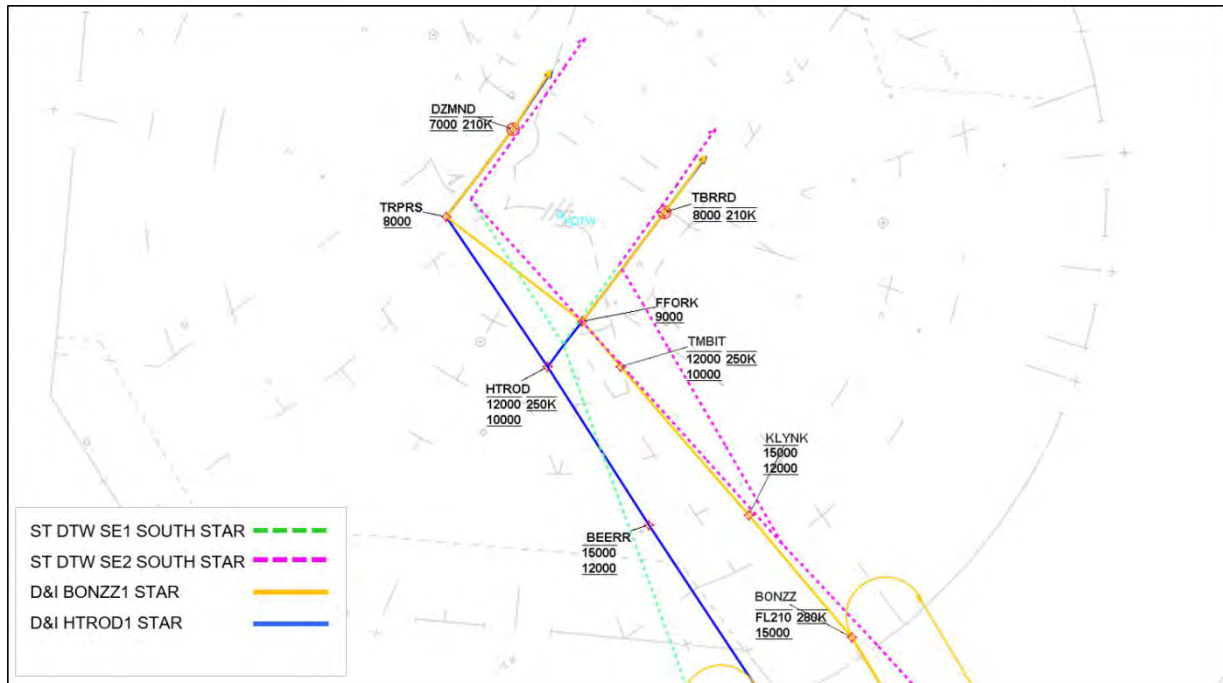 DZMND
7000 210K
TRPRS
8000
TBRRD
8000 210K
FFORK
9000
TMBIT
12000 250K
10000
HTROD
12000 250K
10000
KLYNK
15000
12000
BEERR
15000
12000
BONZZ
FL210 280K
15000
ST DTW SE1 SOUTH STAR
ST DTW SE2 SOUTH STAR
D&I BONZZ1 STAR
D&I HTROD1 STAR